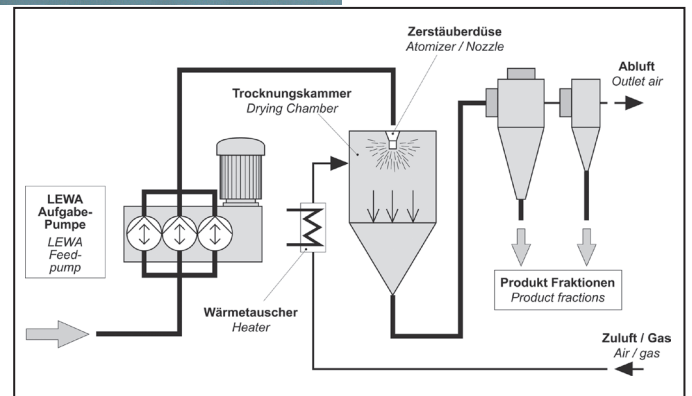 Zerstäuberdüse
Atomizer / Nozzle
Abluft
Outlet air
Trocknungskammer
Drying Chamber
LEWA
Aufgabe-
Pumpe
LEWA
Feed-
pump
Produkt Fraktionen
Product fractions
Wärmetauscher
Heater
Zuluft / Gas
Air / gas